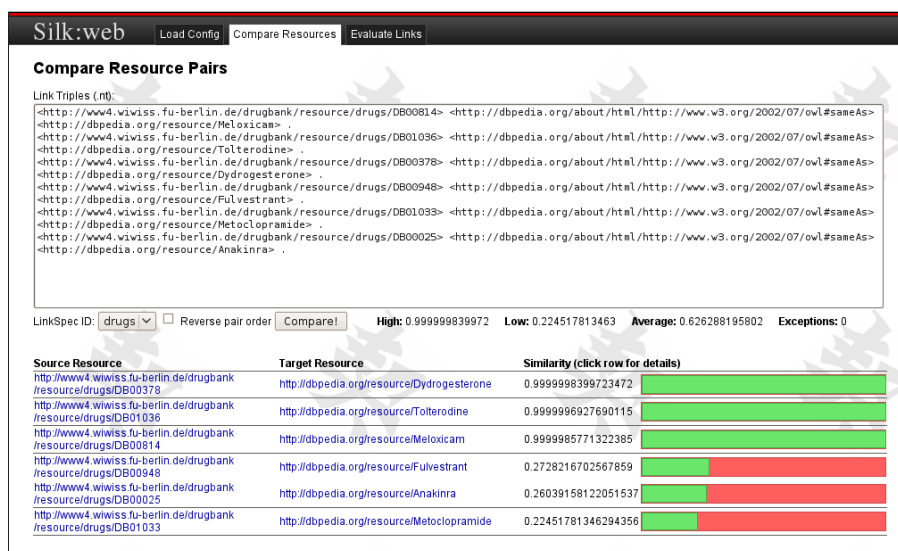 Silk:web
Load Config
Compare Resources
Evaluate Links
Compare Resource Pairs
Link Triples (.nt):
<http://www4.wiwiss.fu-berlin.de/drugbank/resource/drugs/DB00814> <http://dbpedia.org/about/html/http://www.w3.org/2002/07/owl#sameAs>
<http://dbpedia.org/resource/Meloxicam> .
<http://www4.wiwiss.fu-berlin.de/drugbank/resource/drugs/DB01036> <http://dbpedia.org/about/html/http://www.w3.org/2002/07/owl#sameAs>
<http://dbpedia.org/resource/Tolterodine> .
<http://www4.wiwiss.fu-berlin.de/drugbank/resource/drugs/DB00378> <http://dbpedia.org/about/html/http://www.w3.org/2002/07/owl#sameAs>
<http://dbpedia.org/resource/Dydrogesterone> .
<http://www4.wiwiss.fu-berlin.de/drugbank/resource/drugs/DB00948> <http://dbpedia.org/about/html/http://www.w3.org/2002/07/owl#sameAs>
<http://dbpedia.org/resource/Fulvestrant> .
<http://www4.wiwiss.fu-berlin.de/drugbank/resource/drugs/DB01033> <http://dbpedia.org/about/html/http://www.w3.org/2002/07/owl#sameAs>
<http://dbpedia.org/resource/Metoclopramide> .
<http://www4.wiwiss.fu-berlin.de/drugbank/resource/drugs/DB00025> <http://dbpedia.org/about/html/http://www.w3.org/2002/07/owl#sameAs>
<http://dbpedia.org/resource/Anakinra> .
LinkSpec ID: drugs Reverse pair order Compare! High: 0.999999839972 Low: 0.224517813463 Average: 0.626288195802 Exceptions: 0
Source Resource Target Resource Similarity (click row for details)
http://www4.wiwiss.fu-berlin.de/drugbank
/resource/drugs/DB00378 http://dbpedia.org/resource/Dydrogesterone 0.9999998399723472
http://www4.wiwiss.fu-berlin.de/drugbank
/resource/drugs/DB01036 http://dbpedia.org/resource/Tolterodine 0.9999996927690115
http://www4.wiwiss.fu-berlin.de/drugbank
/resource/drugs/DB00814 http://dbpedia.org/resource/Meloxicam 0.9999985771322385
http://www4.wiwiss.fu-berlin.de/drugbank
/resource/drugs/DB00948 http://dbpedia.org/resource/Fulvestrant 0.2728216702567859
http://www4.wiwiss.fu-berlin.de/drugbank
/resource/drugs/DB00025 http://dbpedia.org/resource/Anakinra 0.26039158122051537
http://www4.wiwiss.fu-berlin.de/drugbank
/resource/drugs/DB01033 http://dbpedia.org/resource/Metoclopramide 0.22451781346294356